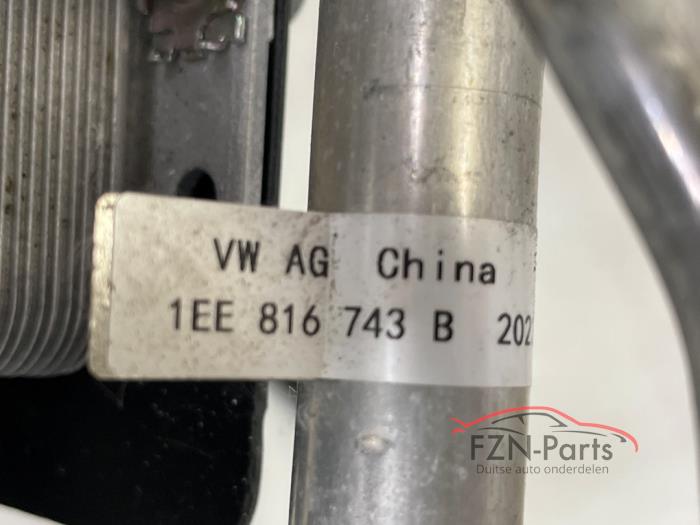 VW AG China
1EE 816 743 B 202
FZN-Parts
Duitse auto onderdelen